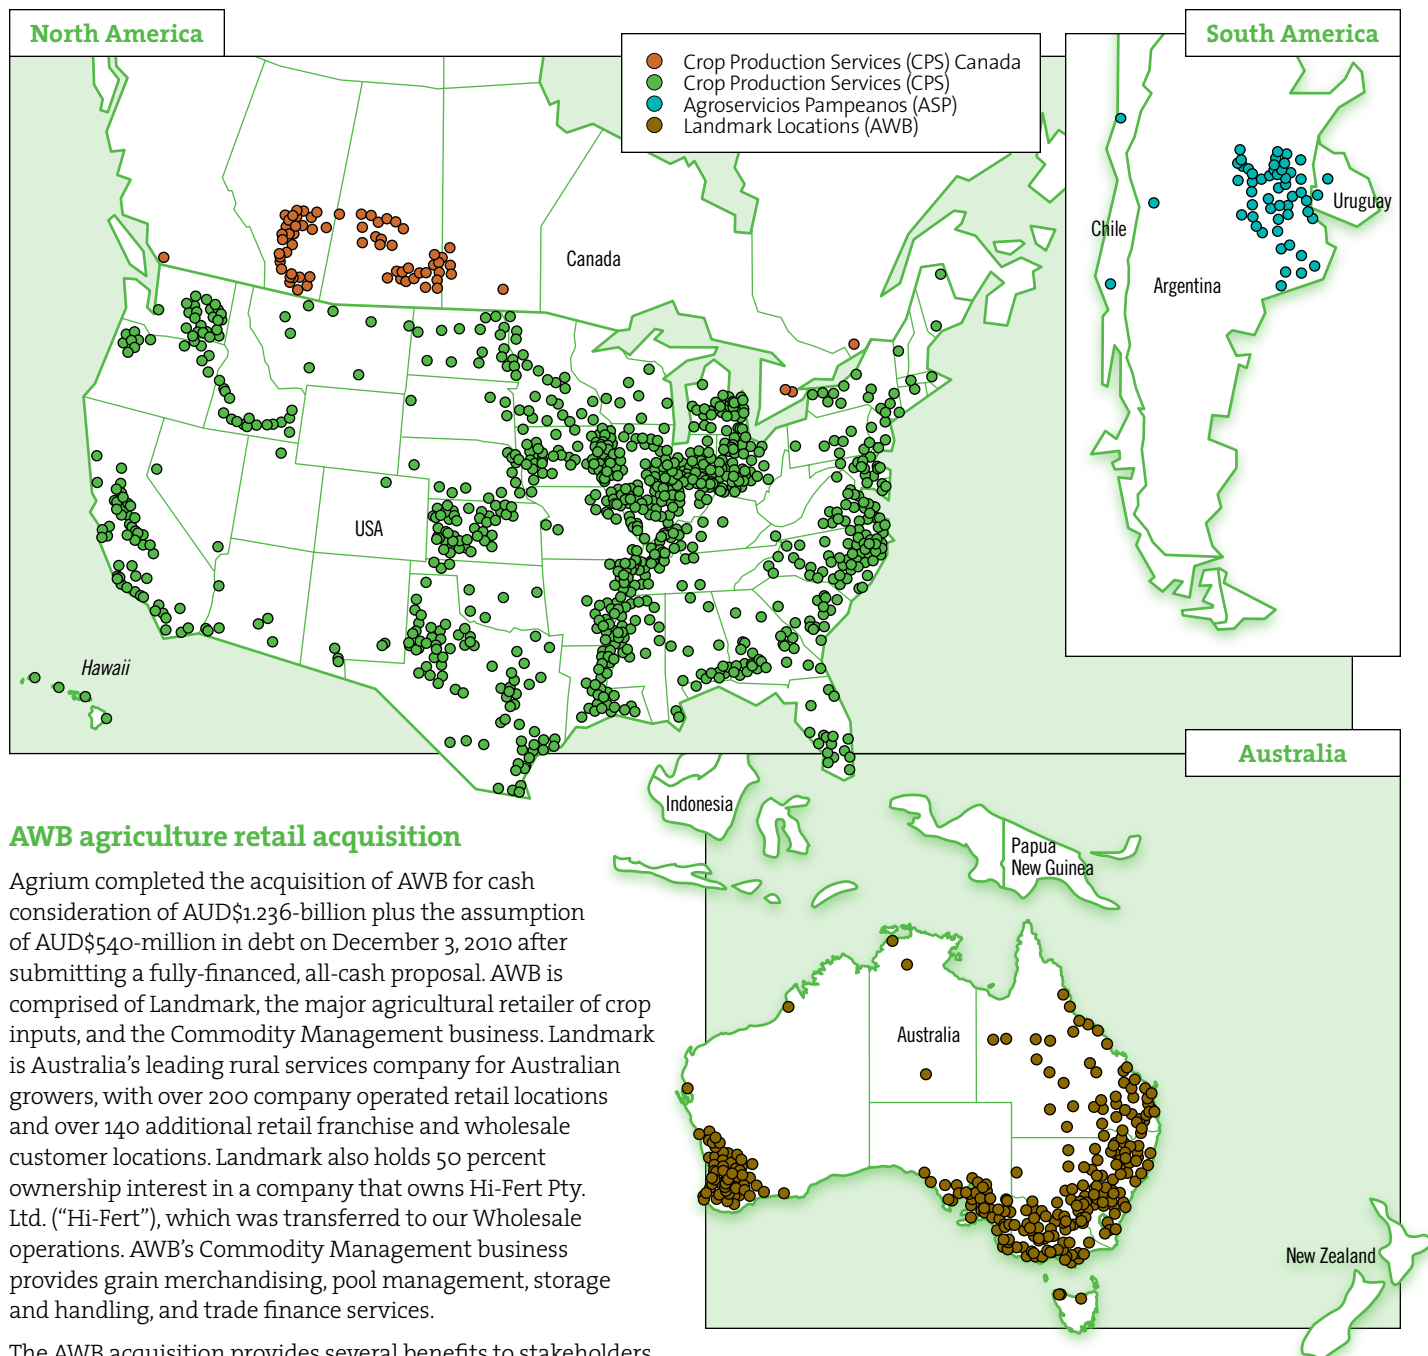 North America
South America
Crop Production Services (CPS) Canada
Crop Production Services (CPS)
Agroservicios Pampeanos (ASP)
Landmark Locations (AWB)
Canada
USA
Hawaii
Chile
Uruguay
Argentina
Australia
Indonesia
Papua
New Guinea
Australia
New Zealand
AWB agriculture retail acquisition
Agrium completed the acquisition of AWB for cash
consideration of AUD$1.236-billion plus the assumption
of AUD$540-million in debt on December 3, 2010 after
submitting a fully-financed, all-cash proposal. AWB is
comprised of Landmark, the major agricultural retailer of crop
inputs, and the Commodity Management business. Landmark
is Australia’s leading rural services company for Australian
growers, with over 200 company operated retail locations
and over 140 additional retail franchise and wholesale
customer locations. Landmark also holds 50 percent
ownership interest in a company that owns Hi-Fert Pty.
Ltd. (“Hi-Fert”), which was transferred to our Wholesale
operations. AWB’s Commodity Management business
provides grain merchandising, pool management, storage
and handling, and trade finance services.
The AWB acquisition provides several benefits to stakeholders